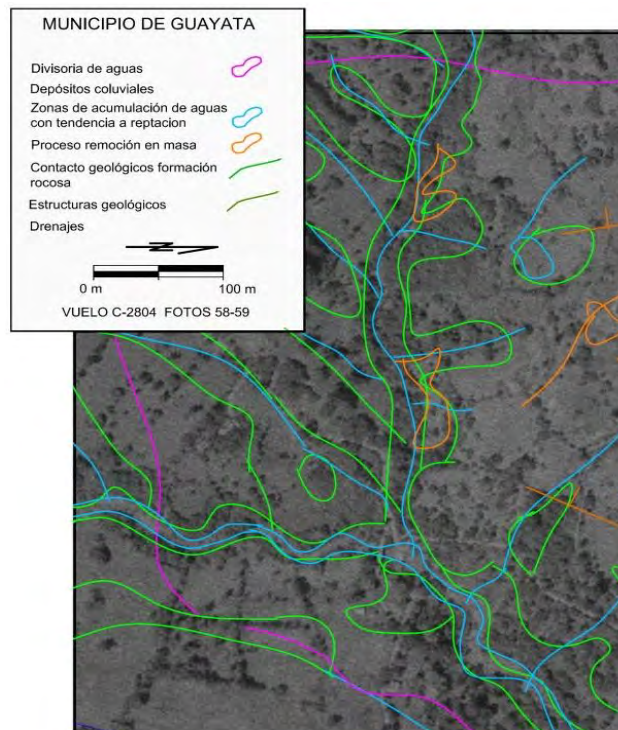 MUNICIPIO DE GUAYATA
Divisoria de aguas
Depósitos coluviales
Zonas de acumulación de aguas
con tendencia a reptacion
Proceso remoción en masa
Contacto geológicos formación
rocosa
Estructuras geológicos
Drenajes
N
0 m 100 m
VUELO C-2804 FOTOS 58-59